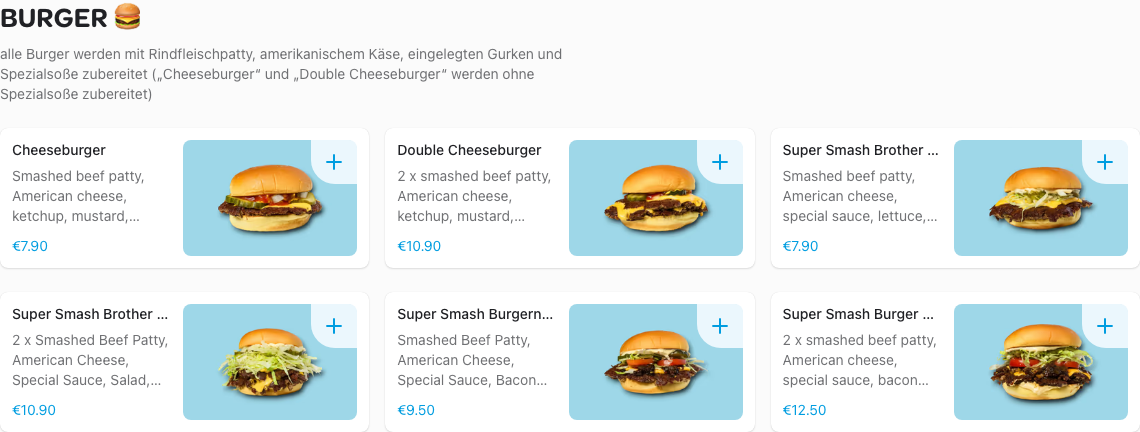 BURGER 🍔
alle Burger werden mit Rindfleischpatty, amerikanischem Käse, eingelegten Gurken und
Spezialsoße zubereitet („Cheeseburger“ und „Double Cheeseburger“ werden ohne
Spezialsoße zubereitet)
Cheeseburger
Smashed beef patty,
American cheese,
ketchup, mustard,...
€7.90
Double Cheeseburger
2 x smashed beef patty,
American cheese,
ketchup, mustard,...
€10.90
Super Smash Brother ...
Smashed beef patty,
American cheese,
special sauce, lettuce,...
€7.90
Super Smash Brother ...
2 x Smashed Beef Patty,
American Cheese,
Special Sauce, Salad,...
€10.90
Super Smash Burgern...
Smashed Beef Patty,
American Cheese,
Special Sauce, Bacon...
€9.50
Super Smash Burger ...
2 x smashed beef patty,
American cheese,
special sauce, bacon...
€12.50